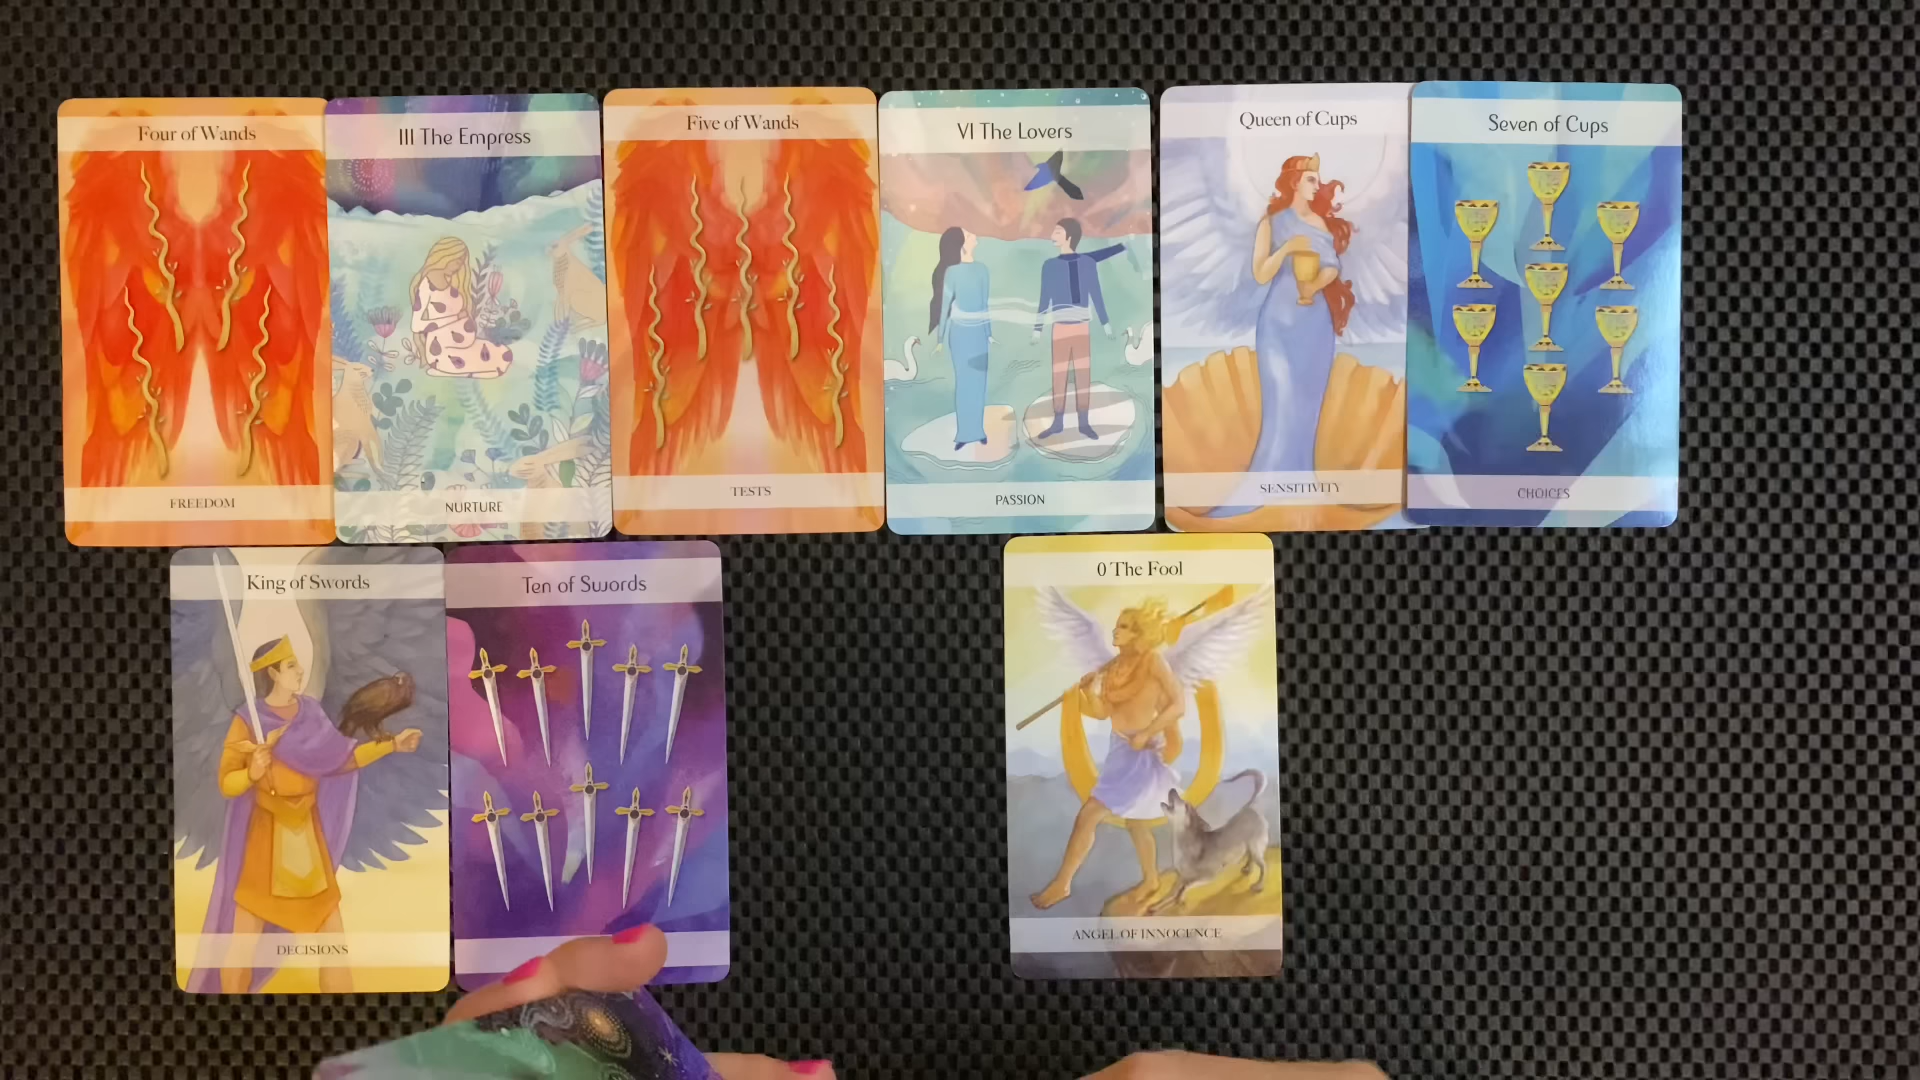 Four of Wands
FREEDOM
III The Empress
NURTURE
Five of Wands
TESTS
VI The Lovers
PASSION
Queen of Cups
SENSITIVITY
Seven of Cups
CHOICES
King of Swords
DECISIONS
Ten of Swords
0 The Fool
ANGEL OF INNOCENCE